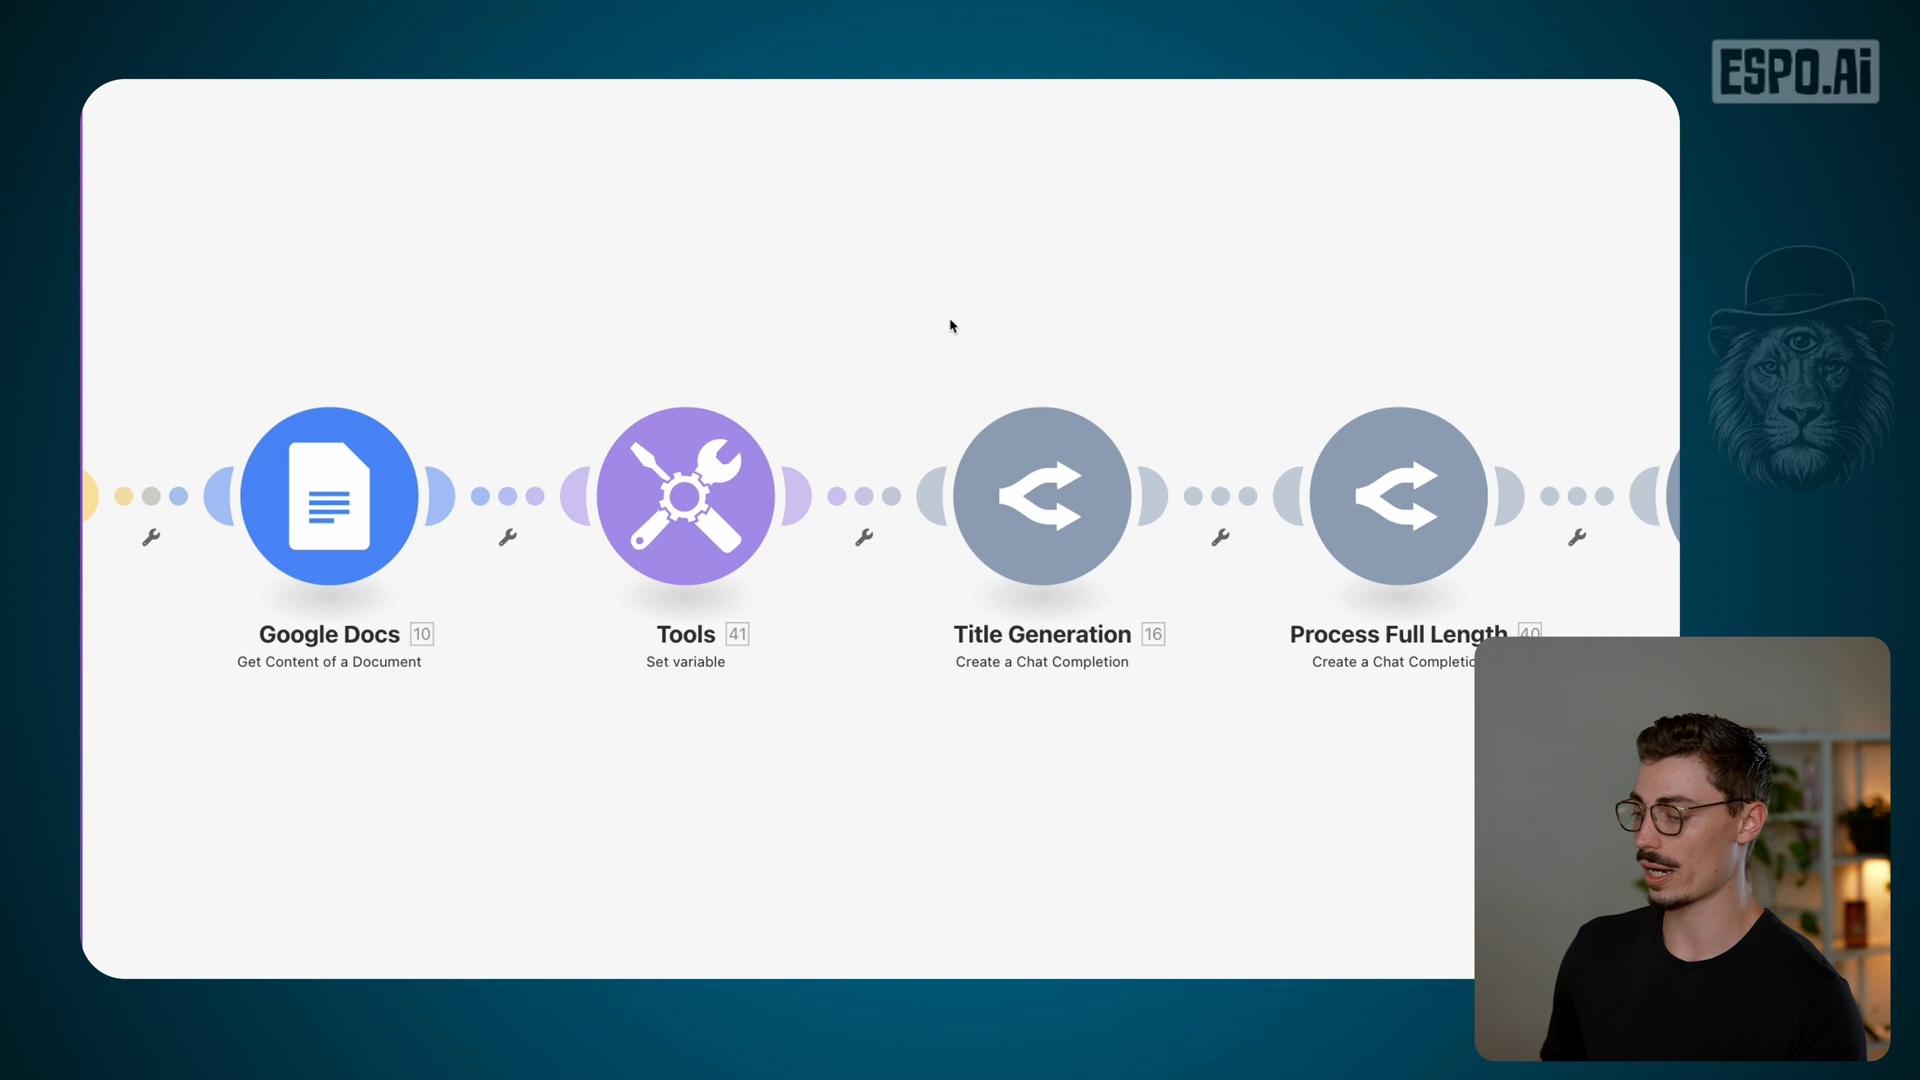 ESPO.Ai
Google Docs 10
Get Content of a Document
Tools 41
Set variable
Title Generation 16
Create a Chat Completion
Process Full Length 40
Create a Chat Completio